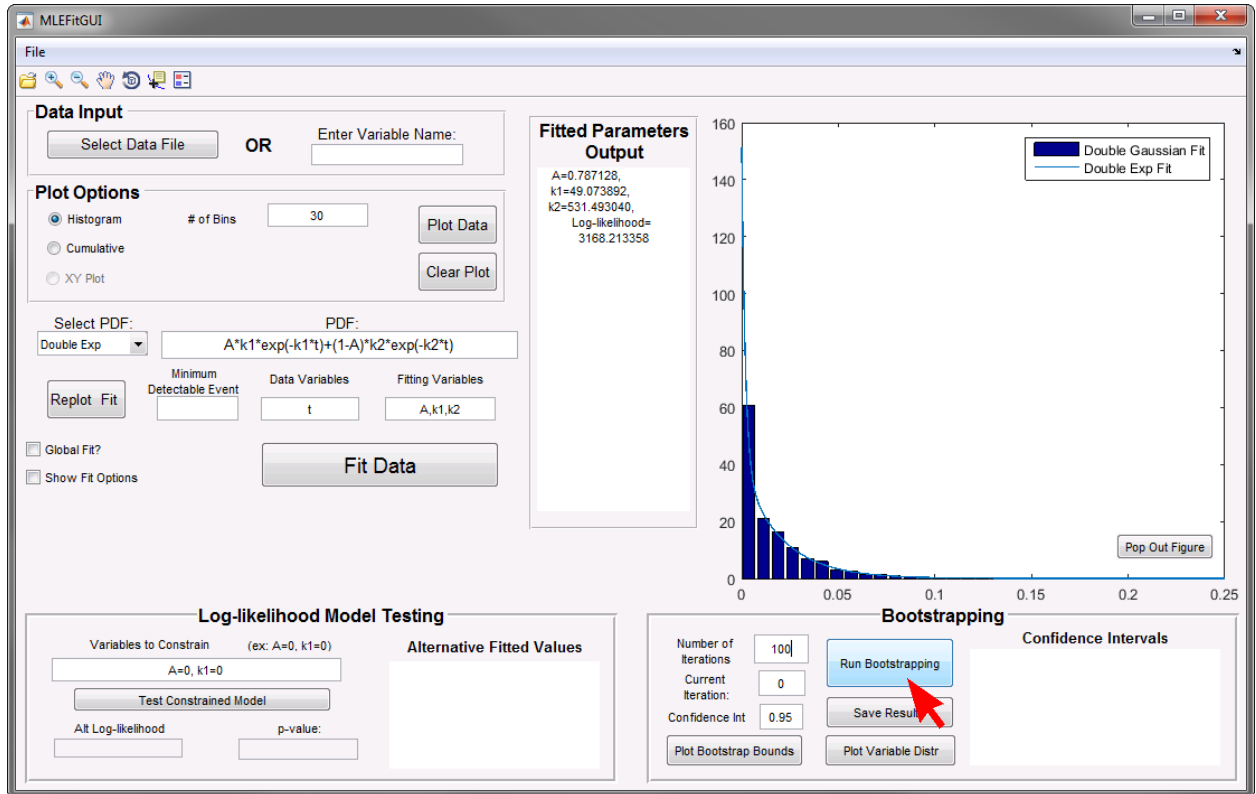 MLEFitGUI
File
Data Input
Select Data File
OR
Enter Variable Name:
Plot Options
Histogram
# of Bins
30
Plot Data
Cumulative
XY Plot
Clear Plot
Select PDF:
PDF:
Double Exp
A*k1*exp(-k1*t)+(1-A)*k2*exp(-k2*t)
Replot Fit
Minimum
Detectable Event
Data Variables
t
Fitting Variables
A,k1,k2
Global Fit?
Show Fit Options
Fit Data
Fitted Parameters
Output
A=0.787128,
k1=49.073892,
k2=531.493040,
Log-likelihood=
3168.213358
160
140
120
100
80
60
40
20
0
0
0.05
0.1
0.15
0.2
0.25
Double Gaussian Fit
Double Exp Fit
Pop Out Figure
Log-likelihood Model Testing
Variables to Constrain
(ex: A=0, k1=0)
A=0, k1=0
Test Constrained Model
Alt Log-likelihood
p-value:
Alternative Fitted Values
Bootstrapping
Number of
Iterations
100
Current
Iteration:
0
Confidence Int
0.95
Plot Bootstrap Bounds
Run Bootstrapping
Save Resul
Plot Variable Distr
Confidence Intervals